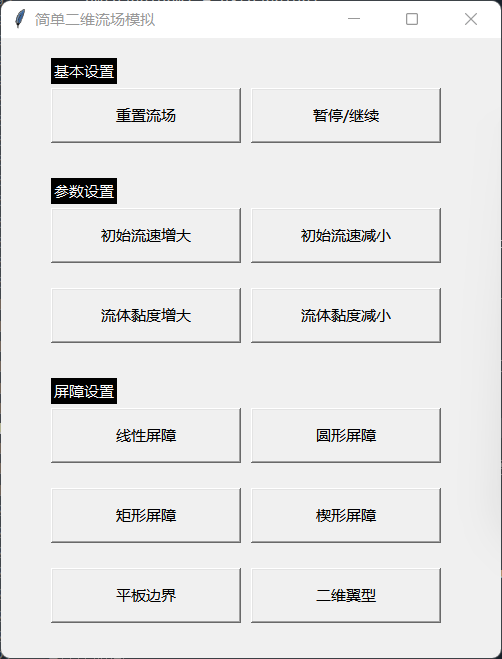 简单二维流场模拟
基本设置
重置流场 暂停/继续
参数设置
初始流速增大 初始流速减小
流体黏度增大 流体黏度减小
屏障设置
线性屏障 圆形屏障
矩形屏障 楔形屏障
平板边界 二维翼型